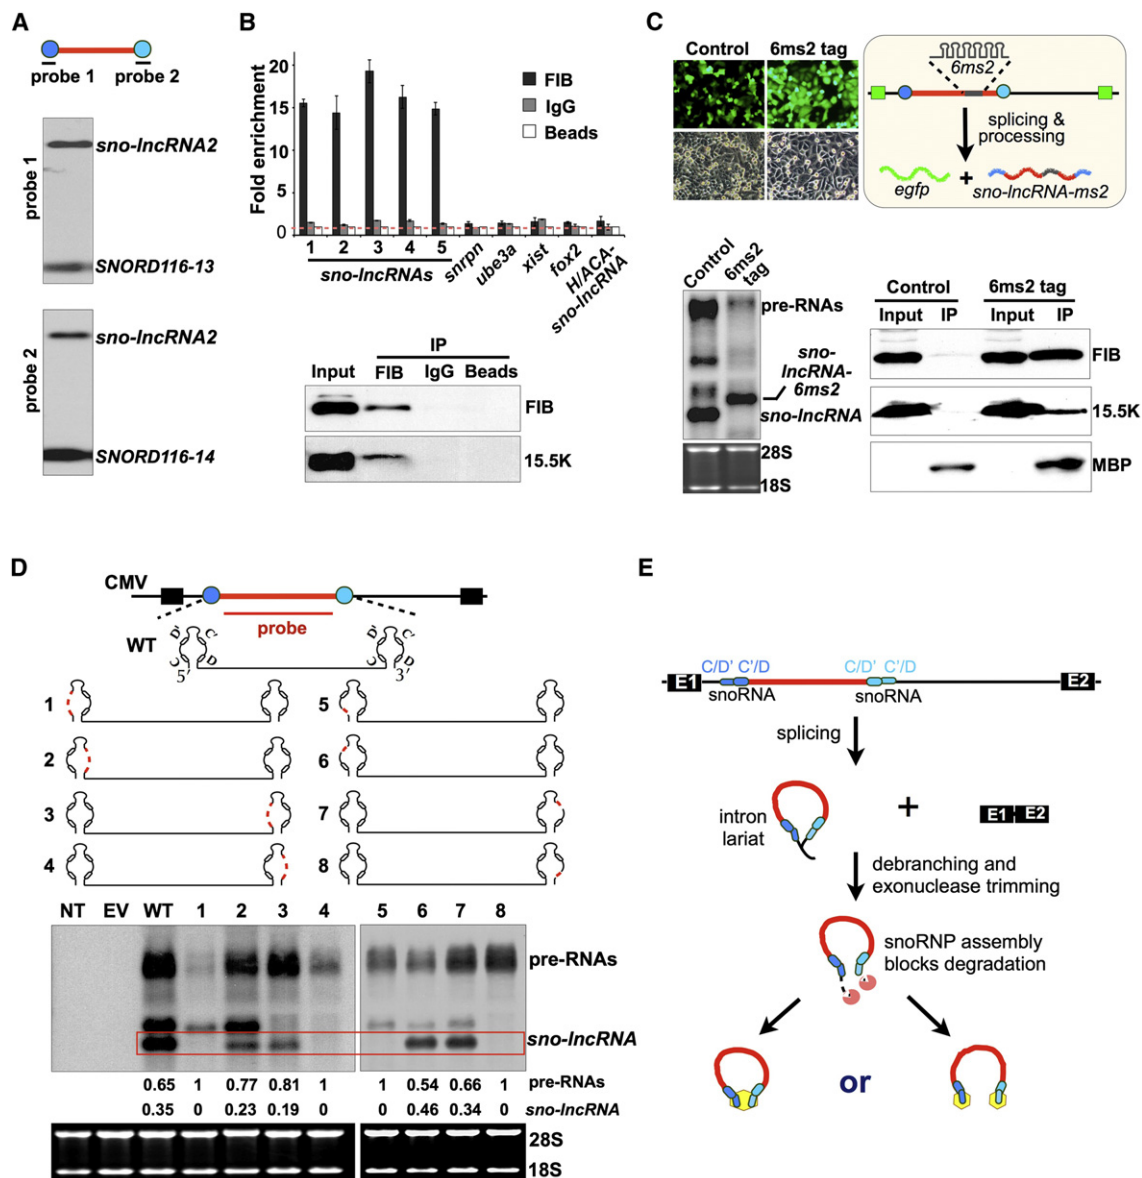 A
probe 1 probe 2
probe 1
sno-lncRNA2
SNORD116-13
probe 2
sno-lncRNA2
SNORD116-14
B
Fold enrichment
20
15
10
5
0
FIB
IgG
Beads
1 2 3 4 5
sno-lncRNAs
snrpn
ube3a
xist
fox2
H/ACA-
sno-lncRNA
IP
Input FIB IgG Beads
FIB
15.5K
C
Control 6ms2 tag
6ms2
splicing &
processing
egfp + sno-lncRNA-ms2
Control
6ms2
tag
pre-RNAs
sno-
lncRNA-
6ms2
sno-lncRNA
28S
18S
Control 6ms2 tag
Input IP Input IP
FIB
15.5K
MBP
D
CMV
probe
WT
C D' C' D
5'
C D' C' D
3'
1
2
3
4
5
6
7
8
NT EV WT 1 2 3 4 5 6 7 8
pre-RNAs
sno-lncRNA
0.65 1 0.77 0.81 1 1 0.54 0.66 1 pre-RNAs
0.35 0 0.23 0.19 0 0 0.46 0.34 0 sno-lncRNA
28S
18S
E
C/D' C'/D C/D' C'/D
E1 E2
snoRNA snoRNA
splicing
intron
lariat
+
E1 E2
debranching and
exonuclease trimming
snoRNP assembly
blocks degradation
or